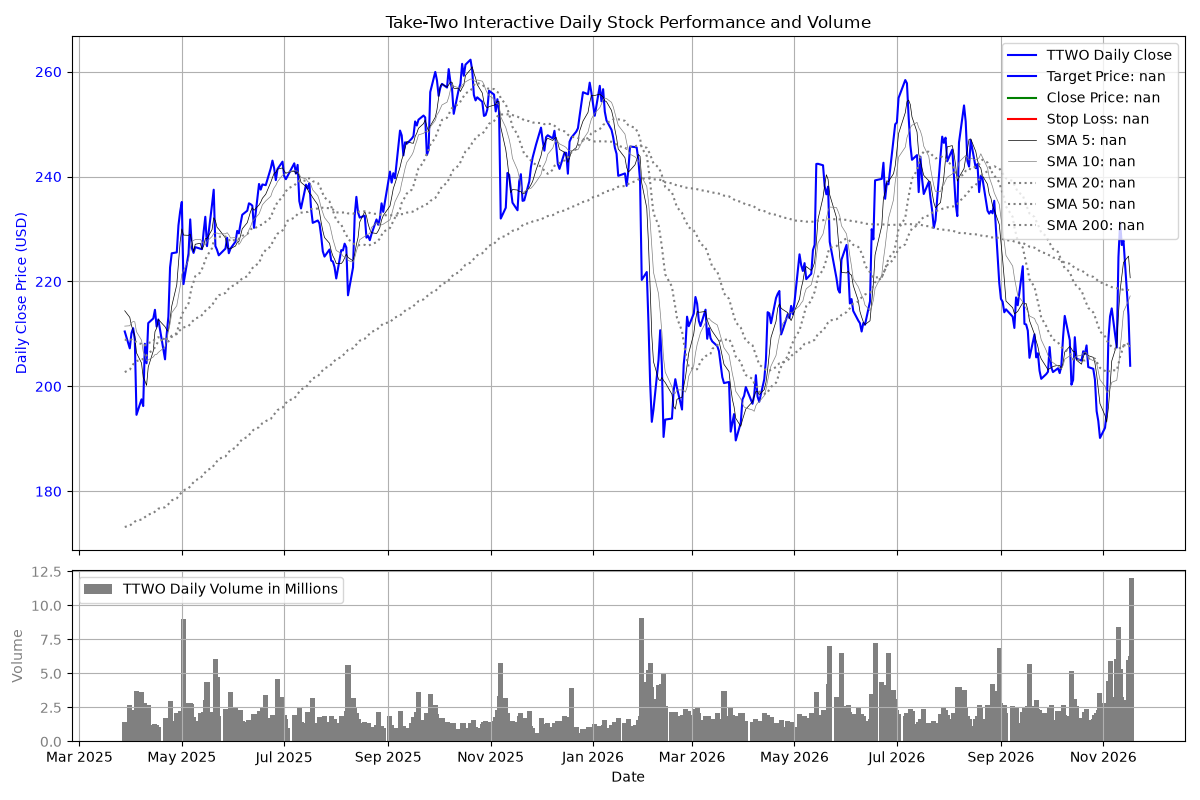 Take-Two Interactive Daily Stock Performance and Volume
TTWO Daily Close
Target Price: nan
Close Price: nan
Stop Loss: nan
SMA 5: nan
SMA 10: nan
SMA 20: nan
SMA 50: nan
SMA 200: nan
Daily Close Price (USD)
260
240
220
200
180
TTWO Daily Volume in Millions
Volume
12.5
10.0
7.5
5.0
2.5
0.0
Mar 2025 May 2025 Jul 2025 Sep 2025 Nov 2025 Jan 2026 Mar 2026 May 2026 Jul 2026 Sep 2026 Nov 2026
Date